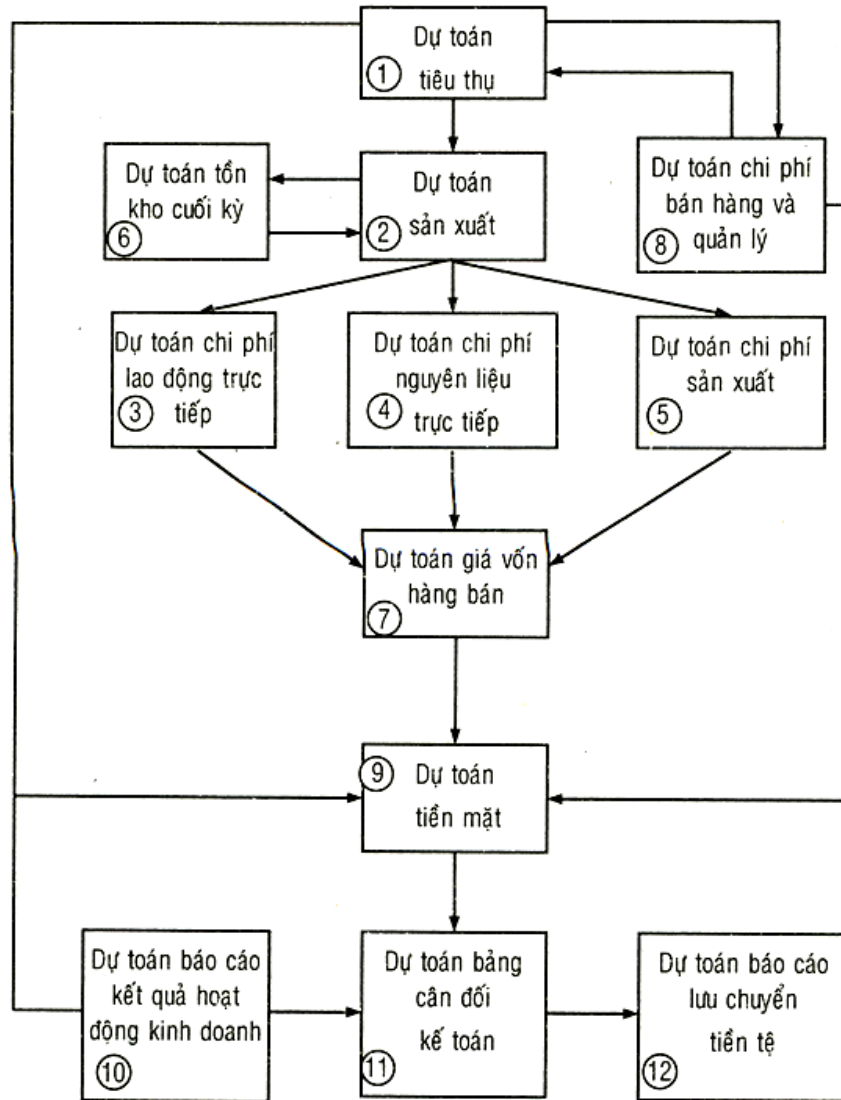 Dự toán
tiêu thụ
1
Dự toán tồn
kho cuối kỳ
6
Dự toán
sản xuất
2
Dự toán chi phí
bán hàng và
quản lý
8
Dự toán chi phí
lao động trực
tiếp
3
Dự toán chi phí
nguyên liệu
trực tiếp
4
Dự toán chi phí
sản xuất
5
Dự toán giá vốn
hàng bán
7
9
Dự toán
tiền mặt
Dự toán báo cáo
kết quả hoạt
động kinh doanh
10
Dự toán bảng
cân đối
kế toán
11
Dự toán báo cáo
lưu chuyển
tiền tệ
12